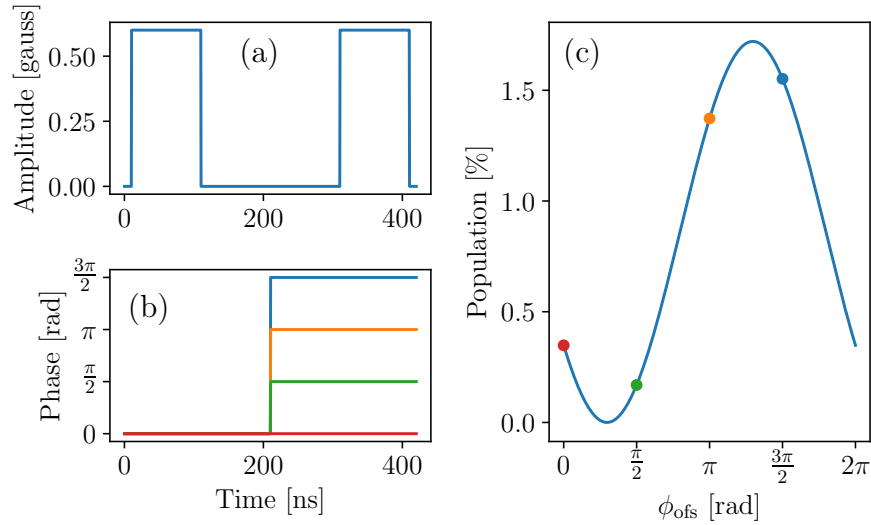 Amplitude [gauss]
0.50
0.25
0.00
(a)
0
200
400
Phase [rad]
3π/2
π
π/2
0
(b)
0
200
400
Time [ns]
Population [%]
1.5
1.0
0.5
0.0
(c)
0
π/2
π
3π/2
2π
ϕofs [rad]